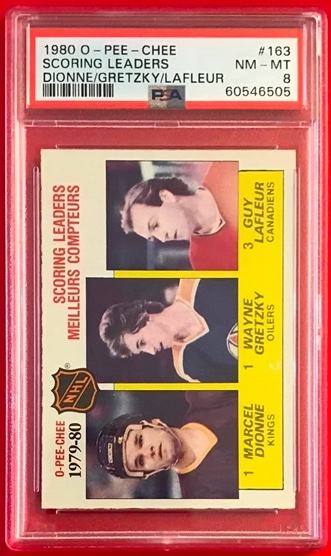 1980 O - PEE - CHEE #163
SCORING LEADERS NM - MT
DIONNE/GRETZKY/LAFLEUR 8
PSA 60546505
O-PEE-CHEE
1979-80
NHL®
SCORING LEADERS
MEILLEURS COMPTEURS
1 MARCEL
DIONNE
KINGS
1 WAYNE
GRETZKY
OILERS
3 GUY
LAFLEUR
CANADIENS